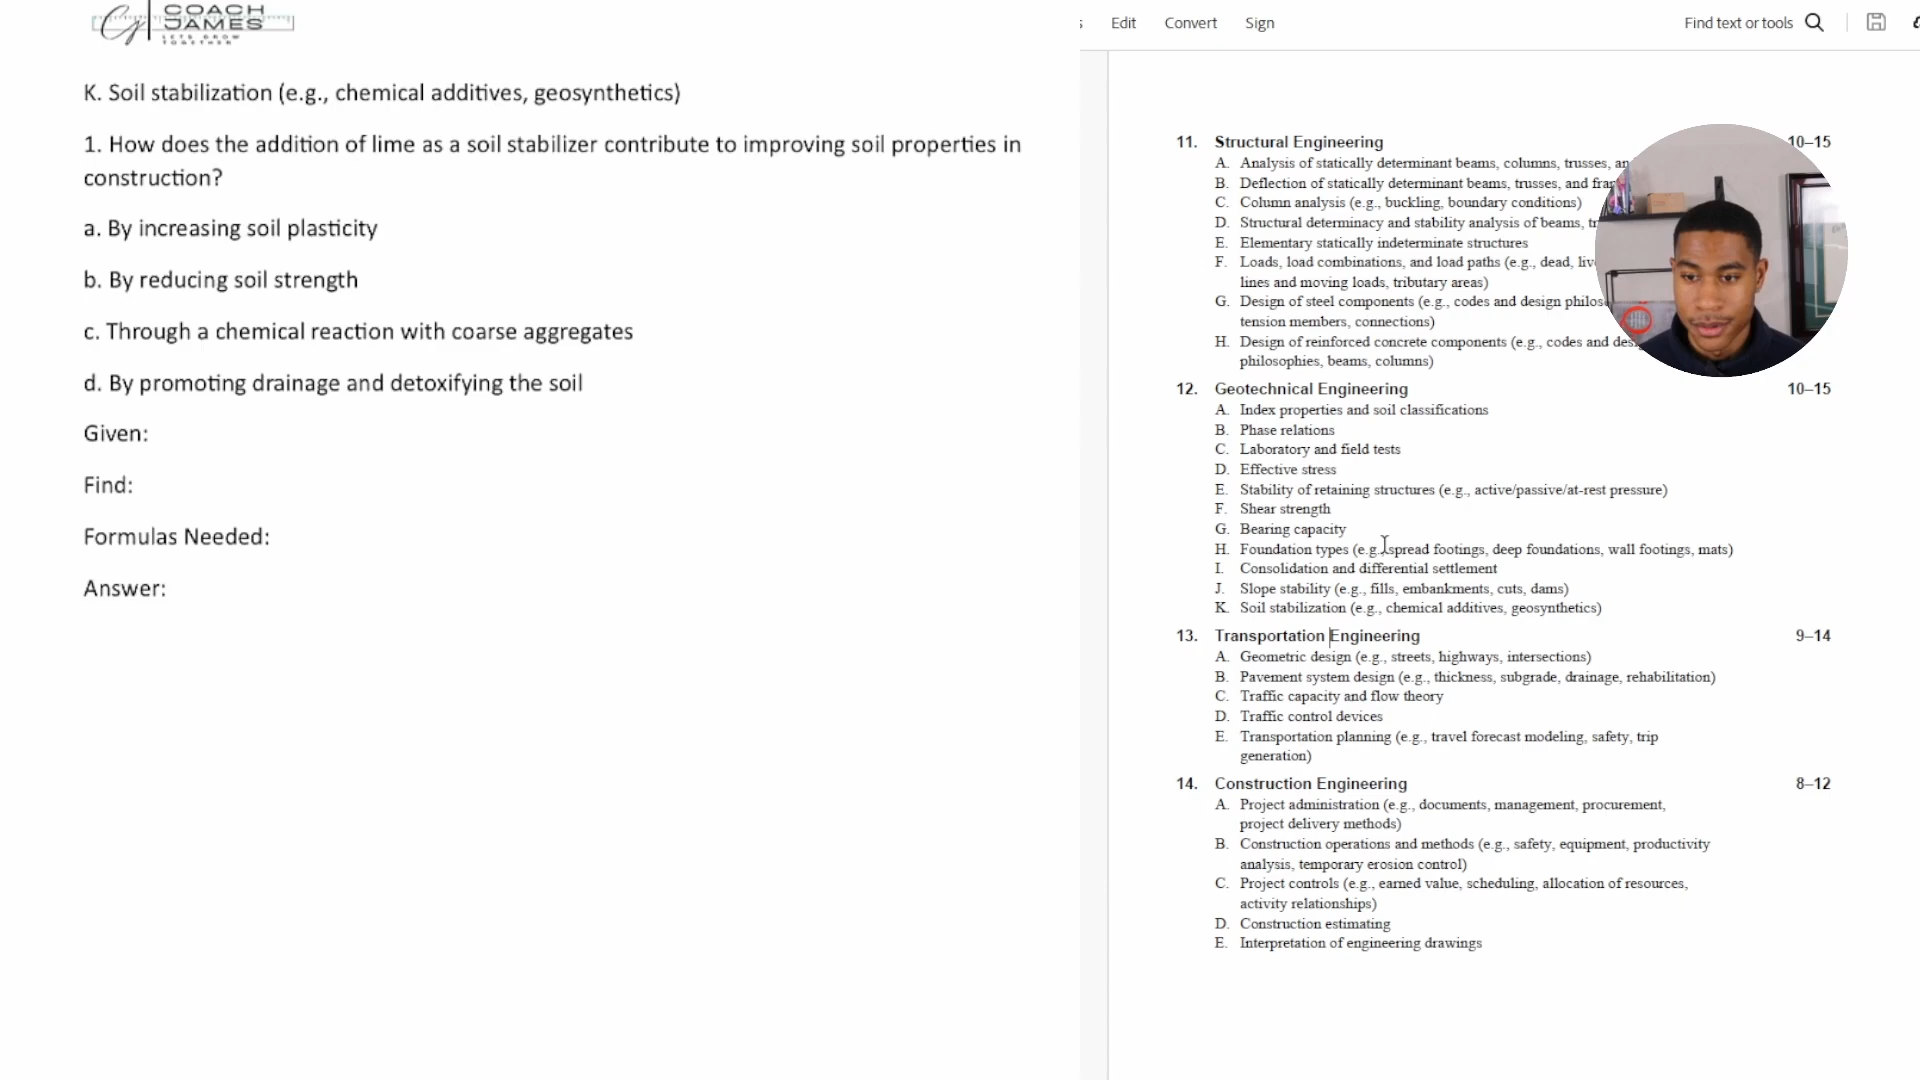 COACH
JAMES
LETS GROW
TOGETHER
K. Soil stabilization (e.g., chemical additives, geosynthetics)
1. How does the addition of lime as a soil stabilizer contribute to improving soil properties in
construction?
a. By increasing soil plasticity
b. By reducing soil strength
c. Through a chemical reaction with coarse aggregates
d. By promoting drainage and detoxifying the soil
Given:
Find:
Formulas Needed:
Answer:
Edit Convert Sign
Find text or tools
11. Structural Engineering 10–15
A. Analysis of statically determinant beams, columns, trusses,
B. Deflection of statically determinant beams, trusses, and
C. Column analysis (e.g., buckling, boundary conditions)
D. Structural determinacy and stability analysis of beams,
E. Elementary statically indeterminate structures
F. Loads, load combinations, and load paths (e.g., dead,
lines and moving loads, tributary areas)
G. Design of steel components (e.g., codes and design
tension members, connections)
H. Design of reinforced concrete components (e.g., codes and
philosophies, beams, columns)
12. Geotechnical Engineering 10–15
A. Index properties and soil classifications
B. Phase relations
C. Laboratory and field tests
D. Effective stress
E. Stability of retaining structures (e.g., active/passive/at-rest pressure)
F. Shear strength
G. Bearing capacity
H. Foundation types (e.g., spread footings, deep foundations, wall footings, mats)
I. Consolidation and differential settlement
J. Slope stability (e.g., fills, embankments, cuts, dams)
K. Soil stabilization (e.g., chemical additives, geosynthetics)
13. Transportation Engineering 9–14
A. Geometric design (e.g., streets, highways, intersections)
B. Pavement system design (e.g., thickness, subgrade, drainage, rehabilitation)
C. Traffic capacity and flow theory
D. Traffic control devices
E. Transportation planning (e.g., travel forecast modeling, safety, trip
generation)
14. Construction Engineering 8–12
A. Project administration (e.g., documents, management, procurement,
project delivery methods)
B. Construction operations and methods (e.g., safety, equipment, productivity
analysis, temporary erosion control)
C. Project controls (e.g., earned value, scheduling, allocation of resources,
activity relationships)
D. Construction estimating
E. Interpretation of engineering drawings